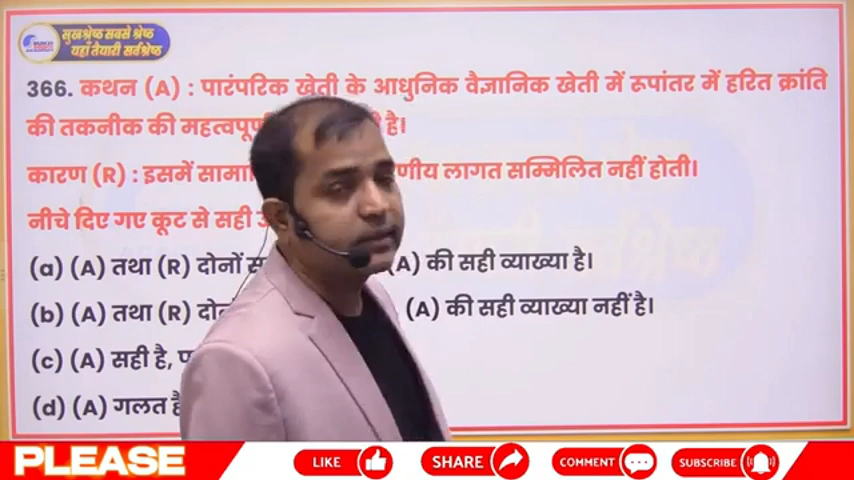 सुखश्रेष्ठ सबसे श्रेष्ठ
यहाँ तैयारी सर्वश्रेष्ठ
366. कथन (A) : पारंपरिक खेती के आधुनिक वैज्ञानिक खेती में रूपांतर में हरित क्रांति
की तकनीक की महत्वपूर्ण है।
कारण (R) : इसमें लागत सम्मिलित नहीं होती।
नीचे दिए गए कूट से सही
(a) (A) तथा (R) दोनों (A) की सही व्याख्या है।
(b) (A) तथा (R) (A) की सही व्याख्या नहीं है।
(c) (A) सही है,
(d) (A) गलत
PLEASE LIKE SHARE COMMENT SUBSCRIBE